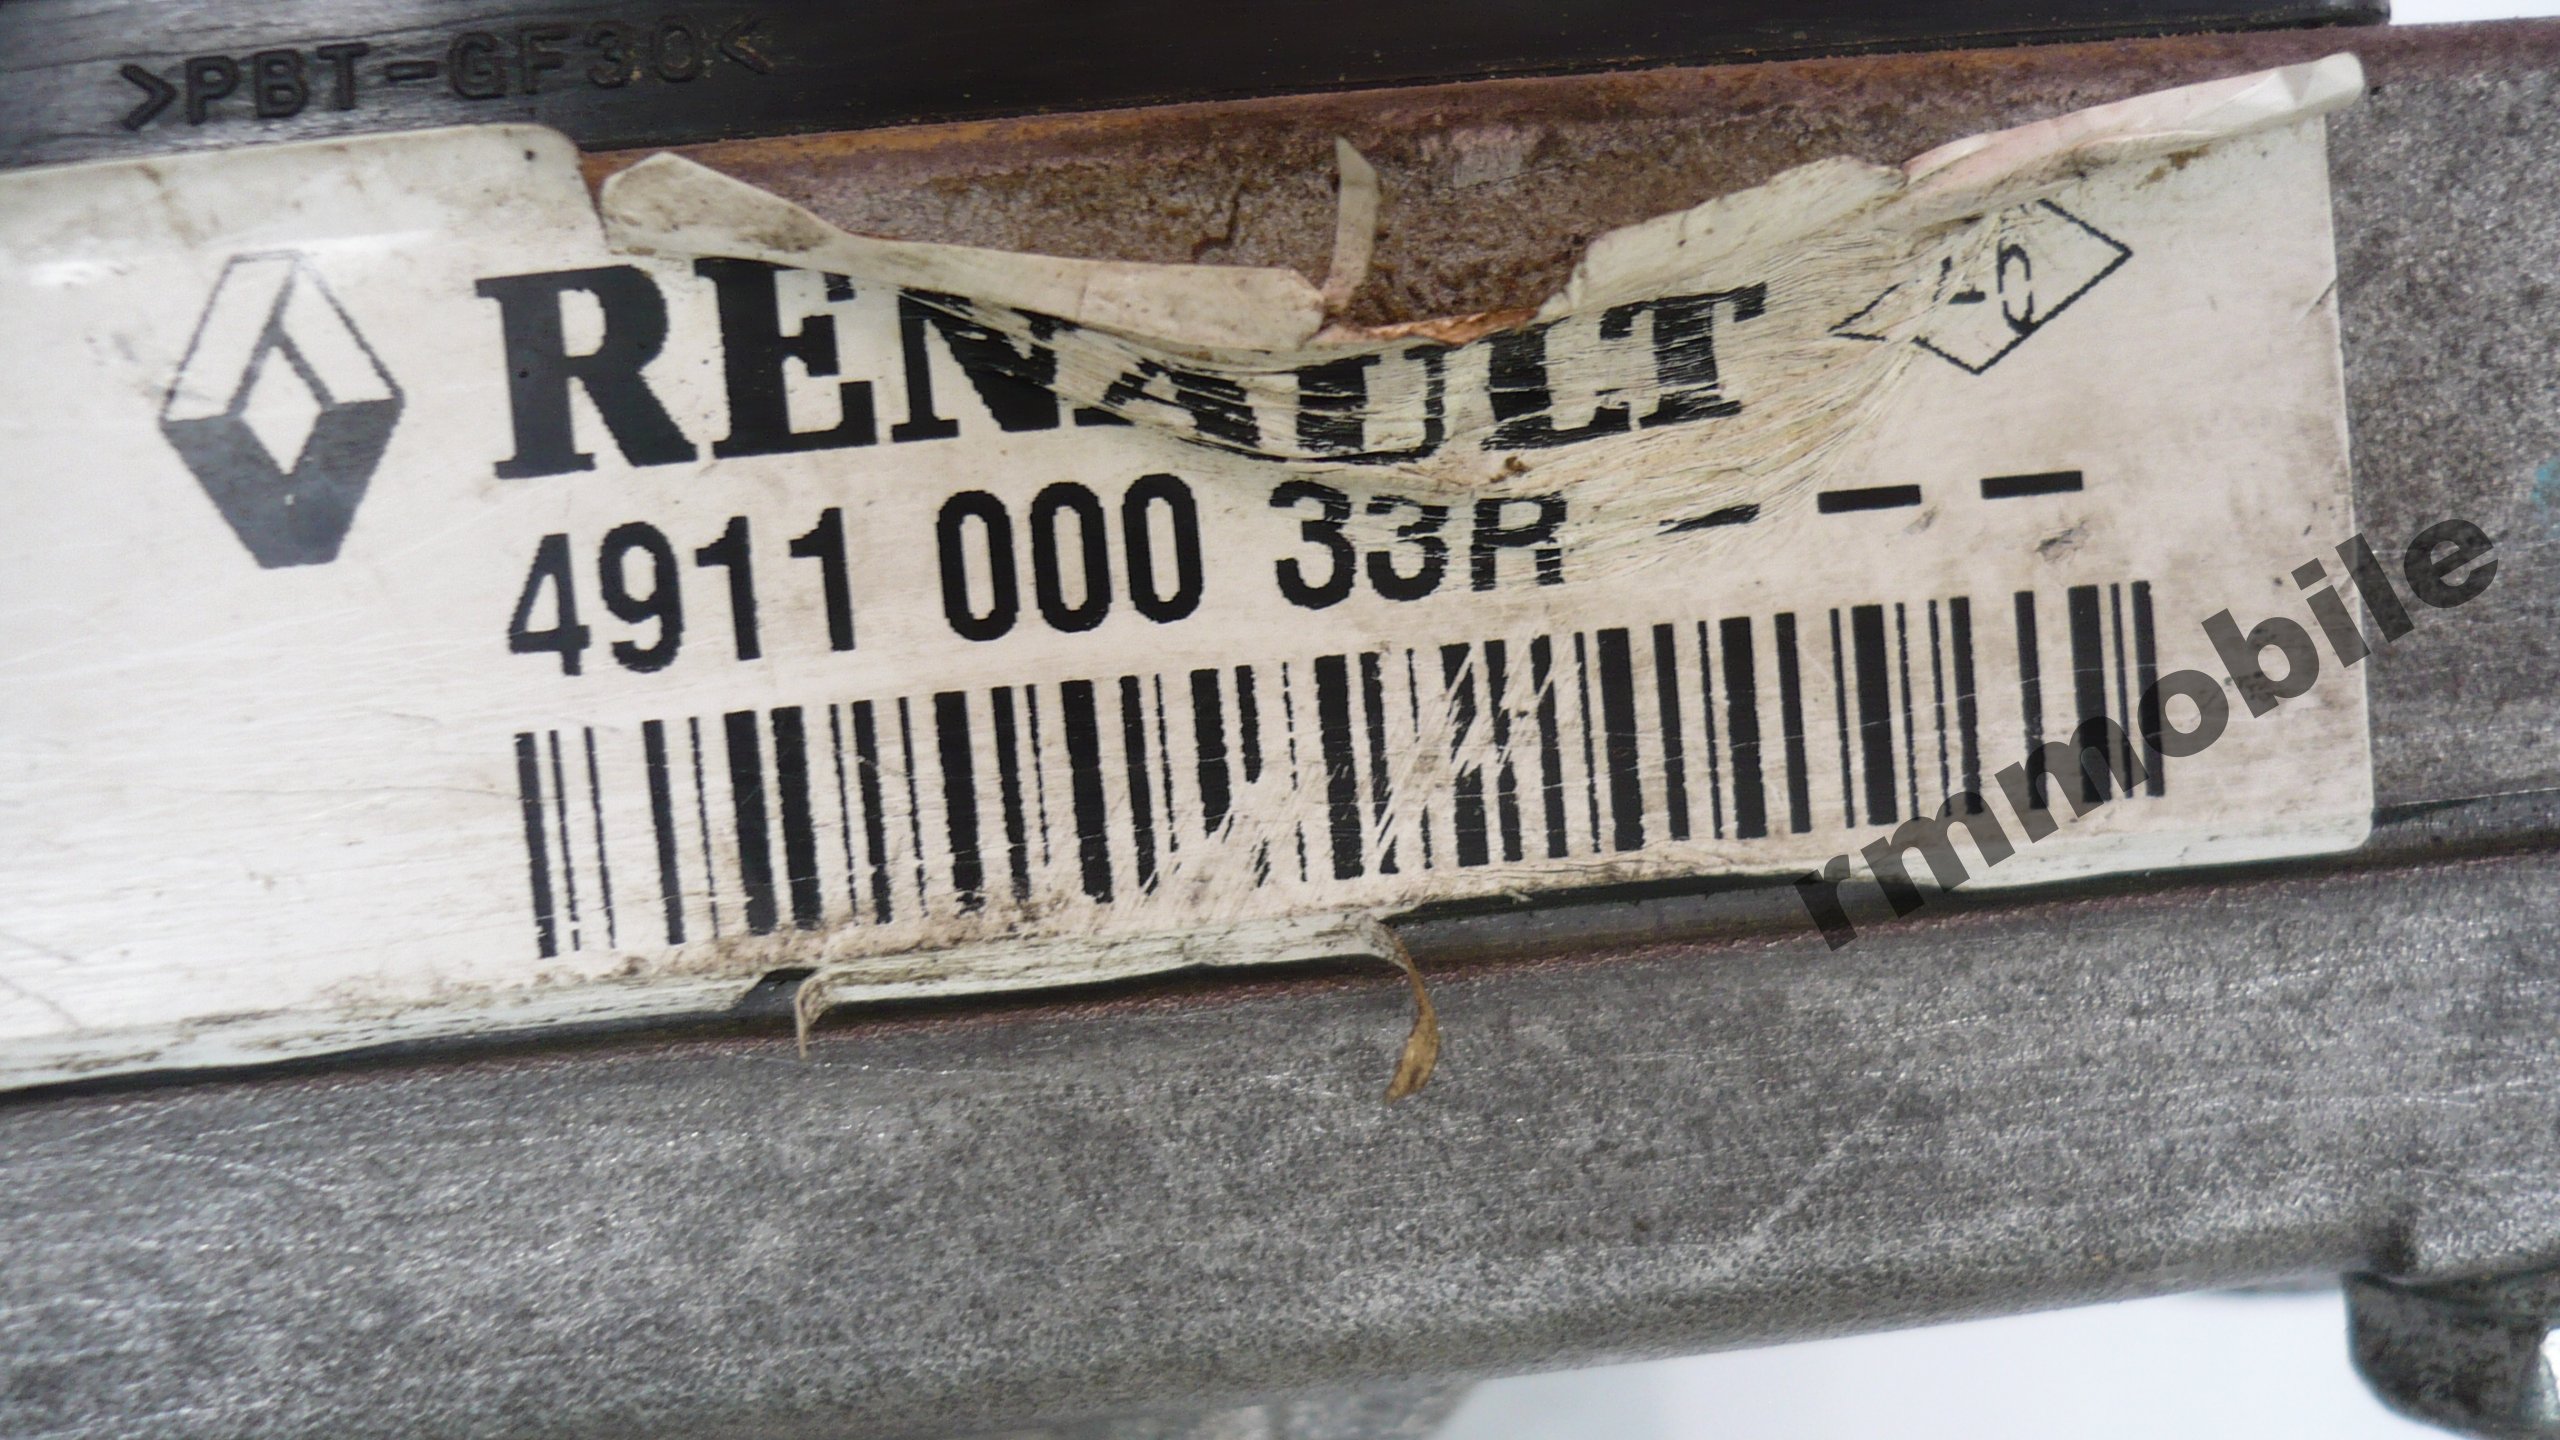 >PBT-GF30<
RENAULT
4911 000 33R - - -
rmmobile